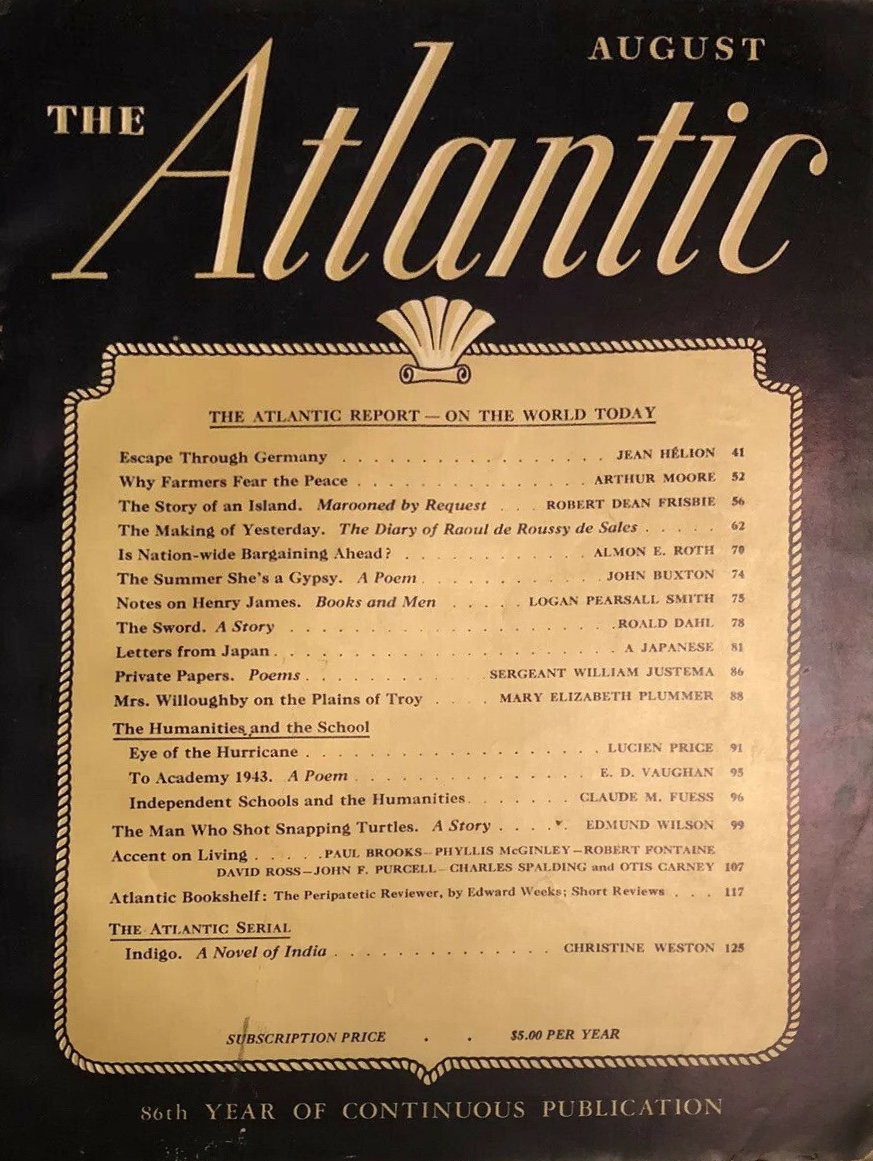 AUGUST
THE Atlantic
THE ATLANTIC REPORT — ON THE WORLD TODAY
Escape Through Germany . . . . . . . . . . . . . . . . JEAN HÉLION 41
Why Farmers Fear the Peace . . . . . . . . . . . . . . ARTHUR MOORE 52
The Story of an Island. Marooned by Request . . . ROBERT DEAN FRISBIE 56
The Making of Yesterday. The Diary of Raoul de Roussy de Sales . . . . . 62
Is Nation-wide Bargaining Ahead? . . . . . . . . . . . ALMON E. ROTH 70
The Summer She's a Gypsy. A Poem . . . . . . . . . . . JOHN BUXTON 74
Notes on Henry James. Books and Men . . . . . LOGAN PEARSALL SMITH 75
The Sword. A Story . . . . . . . . . . . . . . . . . . . ROALD DAHL 78
Letters from Japan . . . . . . . . . . . . . . . . . . . A JAPANESE 81
Private Papers. Poems . . . . . . . . . . SERGEANT WILLIAM JUSTEMA 86
Mrs. Willoughby on the Plains of Troy . . . . MARY ELIZABETH PLUMMER 88
The Humanities and the School
Eye of the Hurricane . . . . . . . . . . . . . . . . . . LUCIEN PRICE 91
To Academy 1943. A Poem . . . . . . . . . . . . . . E. D. VAUGHAN 95
Independent Schools and the Humanities . . . . . . . CLAUDE M. FUESS 96
The Man Who Shot Snapping Turtles. A Story . . . . . EDMUND WILSON 99
Accent on Living . . . . . PAUL BROOKS—PHYLLIS McGINLEY—ROBERT FONTAINE
DAVID ROSS—JOHN F. PURCELL—CHARLES SPALDING and OTIS CARNEY 107
Atlantic Bookshelf: The Peripatetic Reviewer, by Edward Weeks; Short Reviews . . . 117
THE ATLANTIC SERIAL
Indigo. A Novel of India . . . . . . . . . . . . . CHRISTINE WESTON 125
SUBSCRIPTION PRICE . . $5.00 PER YEAR
86th YEAR OF CONTINUOUS PUBLICATION